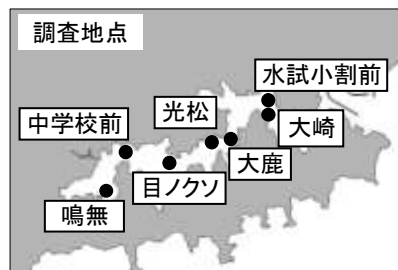 調査地点
水試小割前
光松
中学校前
大崎
大鹿
目ノクソ
鳴無